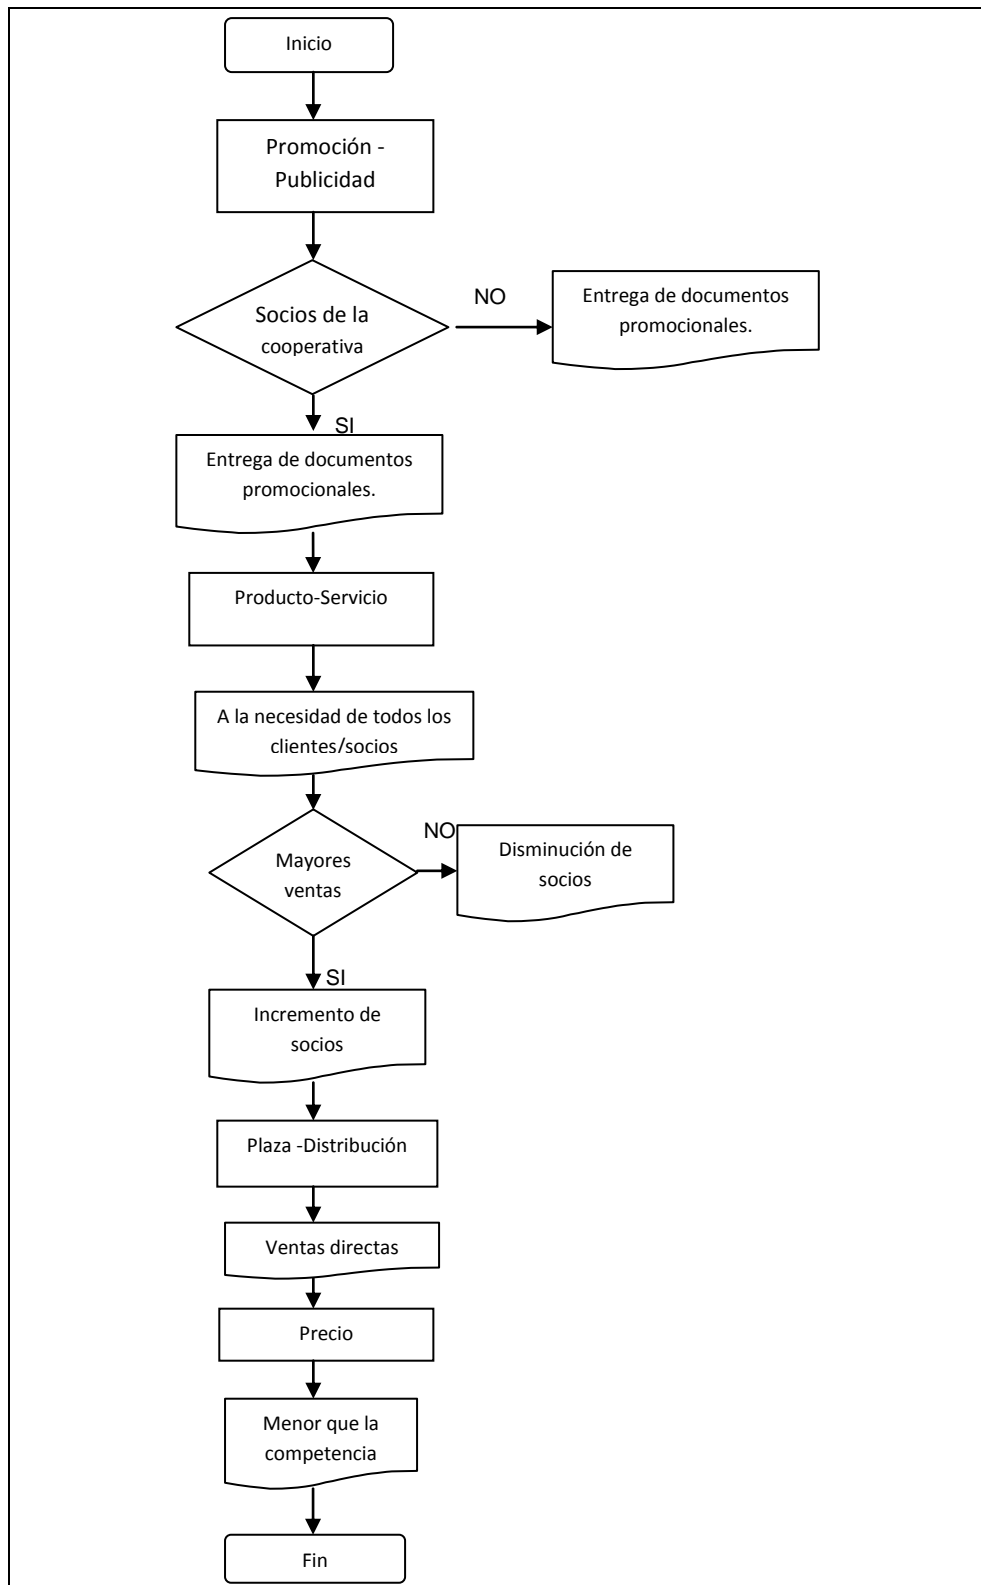 Inicio
Promoción -
Publicidad
Socios de la
cooperativa
NO
Entrega de documentos
promocionales.
SI
Entrega de documentos
promocionales.
Producto-Servicio
A la necesidad de todos los
clientes/socios
Mayores
ventas
NO
Disminución de
socios
SI
Incremento de
socios
Plaza -Distribución
Ventas directas
Precio
Menor que la
competencia
Fin